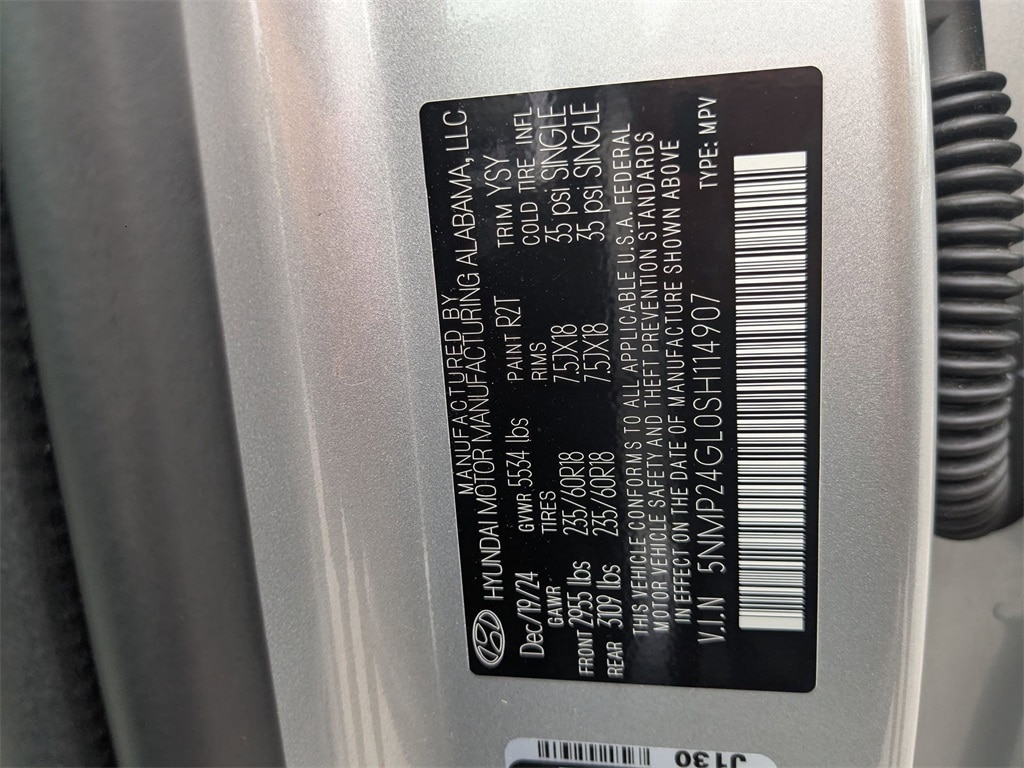 MANUFACTURED BY
HYUNDAI MOTOR MANUFACTURING ALABAMA, LLC
Dec/19/24 GVWR 5534 lbs PAINT R2T TRIM YSY
GAWR TIRES RIMS COLD TIRE INFL
FRONT 2955 lbs 235/60R18 7.5JX18 35 psi SINGLE
REAR 3109 lbs 235/60R18 7.5JX18 35 psi SINGLE
THIS VEHICLE CONFORMS TO ALL APPLICABLE U.S.A. FEDERAL
MOTOR VEHICLE SAFETY AND THEFT PREVENTION STANDARDS
IN EFFECT ON THE DATE OF MANUFACTURE SHOWN ABOVE
V.I.N 5NMP24GL0SH114907 TYPE: MPV
J130